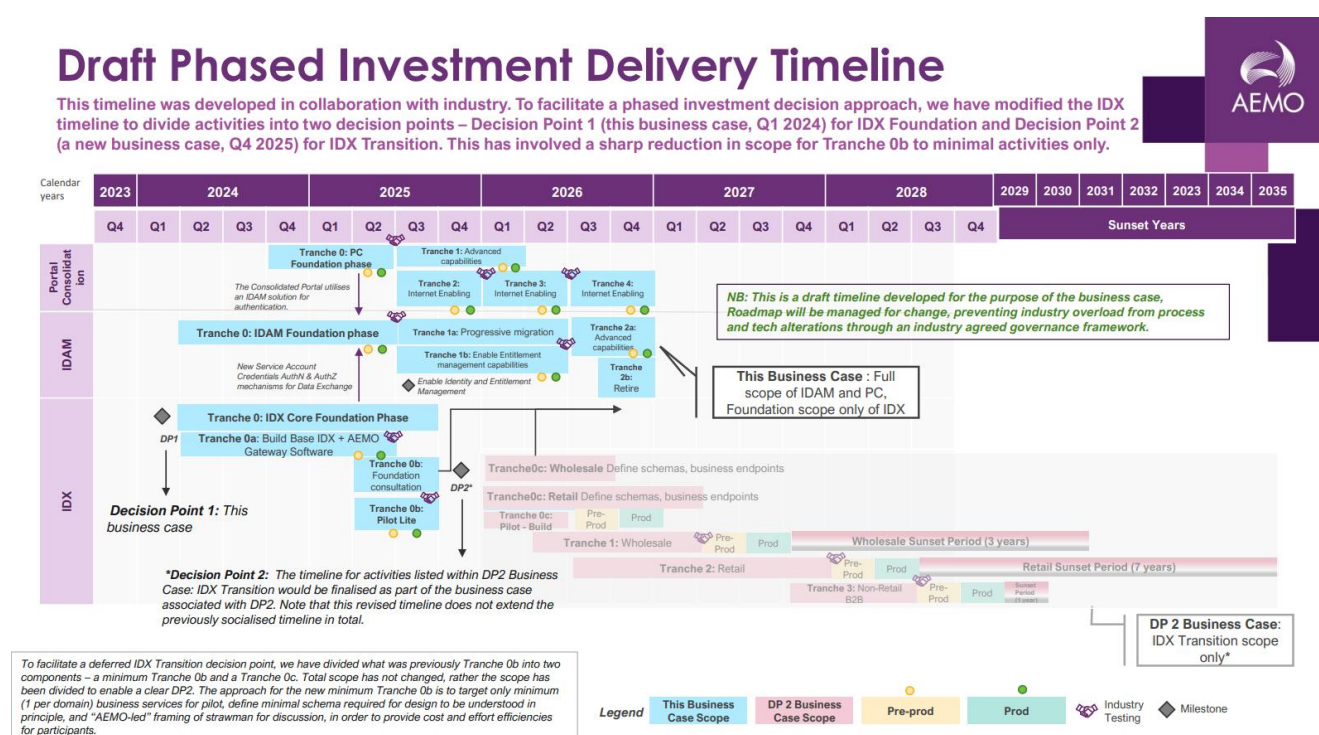 Draft Phased Investment Delivery Timeline
AEMO
This timeline was developed in collaboration with industry. To facilitate a phased investment decision approach, we have modified the IDX
timeline to divide activities into two decision points – Decision Point 1 (this business case, Q1 2024) for IDX Foundation and Decision Point 2
(a new business case, Q4 2025) for IDX Transition. This has involved a sharp reduction in scope for Tranche 0b to minimal activities only.
Calendar
years
2023 2024 2025 2026 2027 2028 2029 2030 2031 2032 2023 2034 2035
Q4 Q1 Q2 Q3 Q4 Q1 Q2 Q3 Q4 Q1 Q2 Q3 Q4 Q1 Q2 Q3 Q4 Q1 Q2 Q3 Q4 Sunset Years
Portal
Consolidat
ion
Tranche 0: PC
Foundation phase
Tranche 1: Advanced
capabilities
The Consolidated Portal utilises
an IDAM solution for
authentication.
Tranche 2:
Internet Enabling
Tranche 3:
Internet Enabling
Tranche 4:
Internet Enabling
NB: This is a draft timeline developed for the purpose of the business case,
Roadmap will be managed for change, preventing industry overload from process
and tech alterations through an industry agreed governance framework.
IDAM
Tranche 0: IDAM Foundation phase
Tranche 1a: Progressive migration
Tranche 2a:
Advanced
capabilities
Tranche 1b: Enable Entitlement
management capabilities
New Service Account
Credentials AuthN & AuthZ
mechanisms for Data Exchange
Enable Identity and Entitlement
Management
Tranche
2b:
Retire
This Business Case : Full
scope of IDAM and PC,
Foundation scope only of IDX
IDX
Tranche 0: IDX Core Foundation Phase
DP1
Tranche 0a: Build Base IDX + AEMO
Gateway Software
Tranche 0b:
Foundation
consultation
DP2*
Tranche0c: Wholesale Define schemas, business endpoints
Tranche0c: Retail Define schemas, business endpoints
Decision Point 1: This
business case
Tranche 0b:
Pilot Lite
Tranche 0c:
Pilot - Build
Pre-
Prod
Prod
Tranche 1: Wholesale
Pre-
Prod
Prod
Wholesale Sunset Period (3 years)
Tranche 2: Retail
Pre-
Prod
Prod
Retail Sunset Period (7 years)
Tranche 3: Non-Retail
B2B
Pre-
Prod
Prod
Sunset
Period
(1 year)
*Decision Point 2: The timeline for activities listed within DP2 Business
Case: IDX Transition would be finalised as part of the business case
associated with DP2. Note that this revised timeline does not extend the
previously socialised timeline in total.
DP 2 Business Case:
IDX Transition scope
only*
To facilitate a deferred IDX Transition decision point, we have divided what was previously Tranche 0b into two
components – a minimum Tranche 0b and a Tranche 0c. Total scope has not changed, rather the scope has
been divided to enable a clear DP2. The approach for the new minimum Tranche 0b is to target only minimum
(1 per domain) business services for pilot, define minimal schema required for design to be understood in
principle, and “AEMO-led” framing of strawman for discussion, in order to provide cost and effort efficiencies
for participants.
Legend
This Business
Case Scope
DP 2 Business
Case Scope
Pre-prod
Prod
Industry
Testing
Milestone